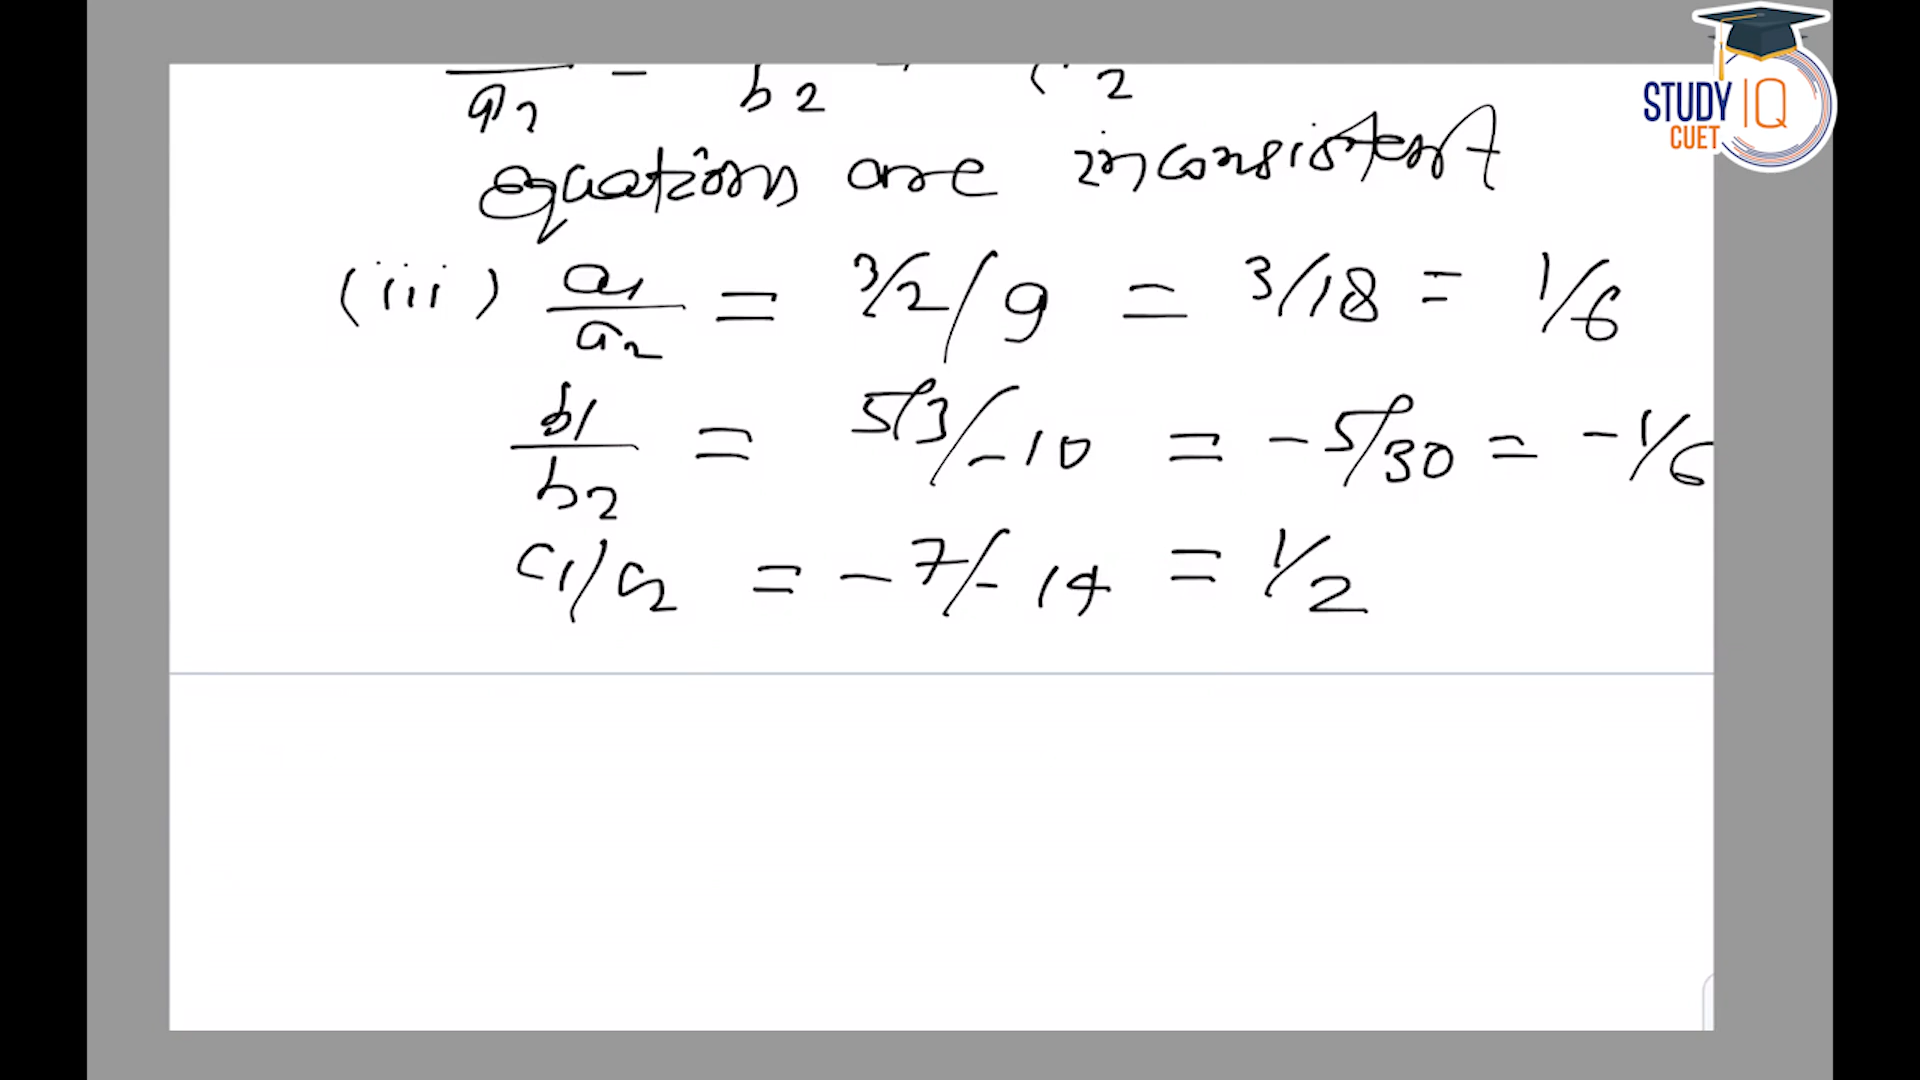 a2 = b2 c2
equations are inconsistent
(iii) a1/a2 = 3/2/9 = 3/18 = 1/6
b1/b2 = 5/3/-10 = -5/30 = -1/6
c1/c2 = -7/-14 = 1/2
STUDY IQ
CUET